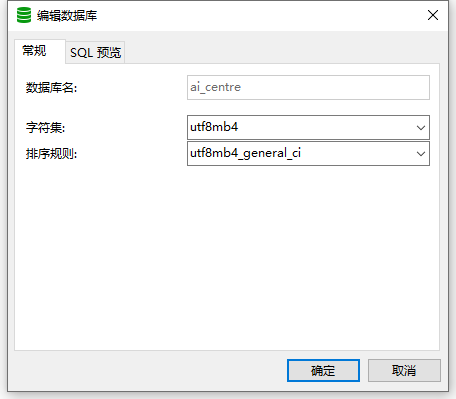 编辑数据库
常规
SQL 预览
数据库名:
ai_centre
字符集:
utf8mb4
排序规则:
utf8mb4_general_ci
确定
取消